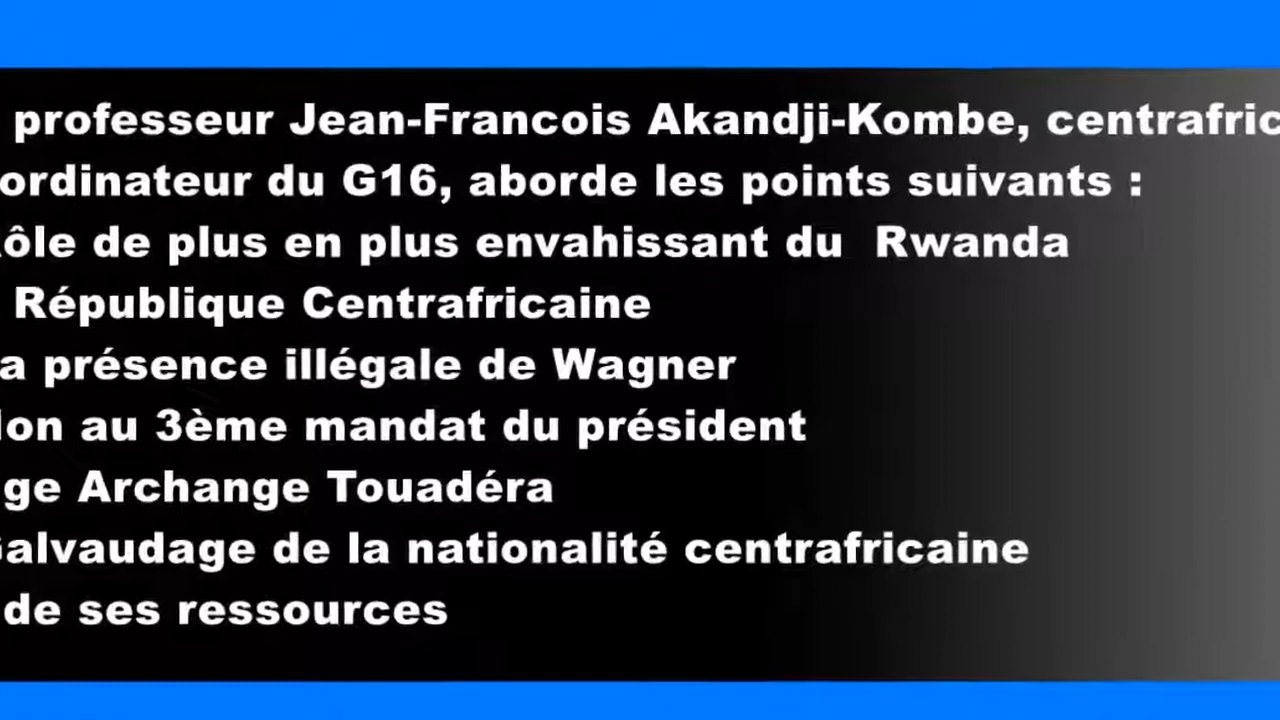 professeur Jean-Francois Akandji-Kombe, centrafric
ordinateur du G16, aborde les points suivants :
ôle de plus en plus envahissant du Rwanda
République Centrafricaine
a présence illégale de Wagner
on au 3ème mandat du président
ge Archange Touadéra
alvaudage de la nationalité centrafricaine
de ses ressources